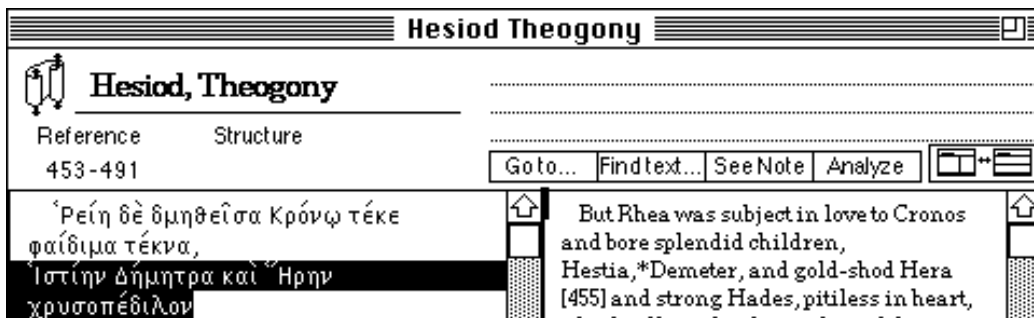 Hesiod Theogony
Hesiod, Theogony
Reference Structure
453-491
Go to... Find text... See Note Analyze
Ῥείη δὲ δμηθεῖσα Κρόνῳ τέκε
φαίδιμα τέκνα,
Ἱστίην Δήμητρα καὶ Ἥρην
χρυσοπέδιλον
But Rhea was subject in love to Cronos
and bore splendid children,
Hestia,*Demeter, and gold-shod Hera
[455] and strong Hades, pitiless in heart,